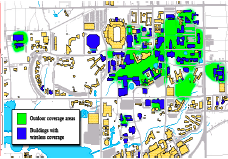 Outdoor coverage areas
Buildings with
wireless coverage